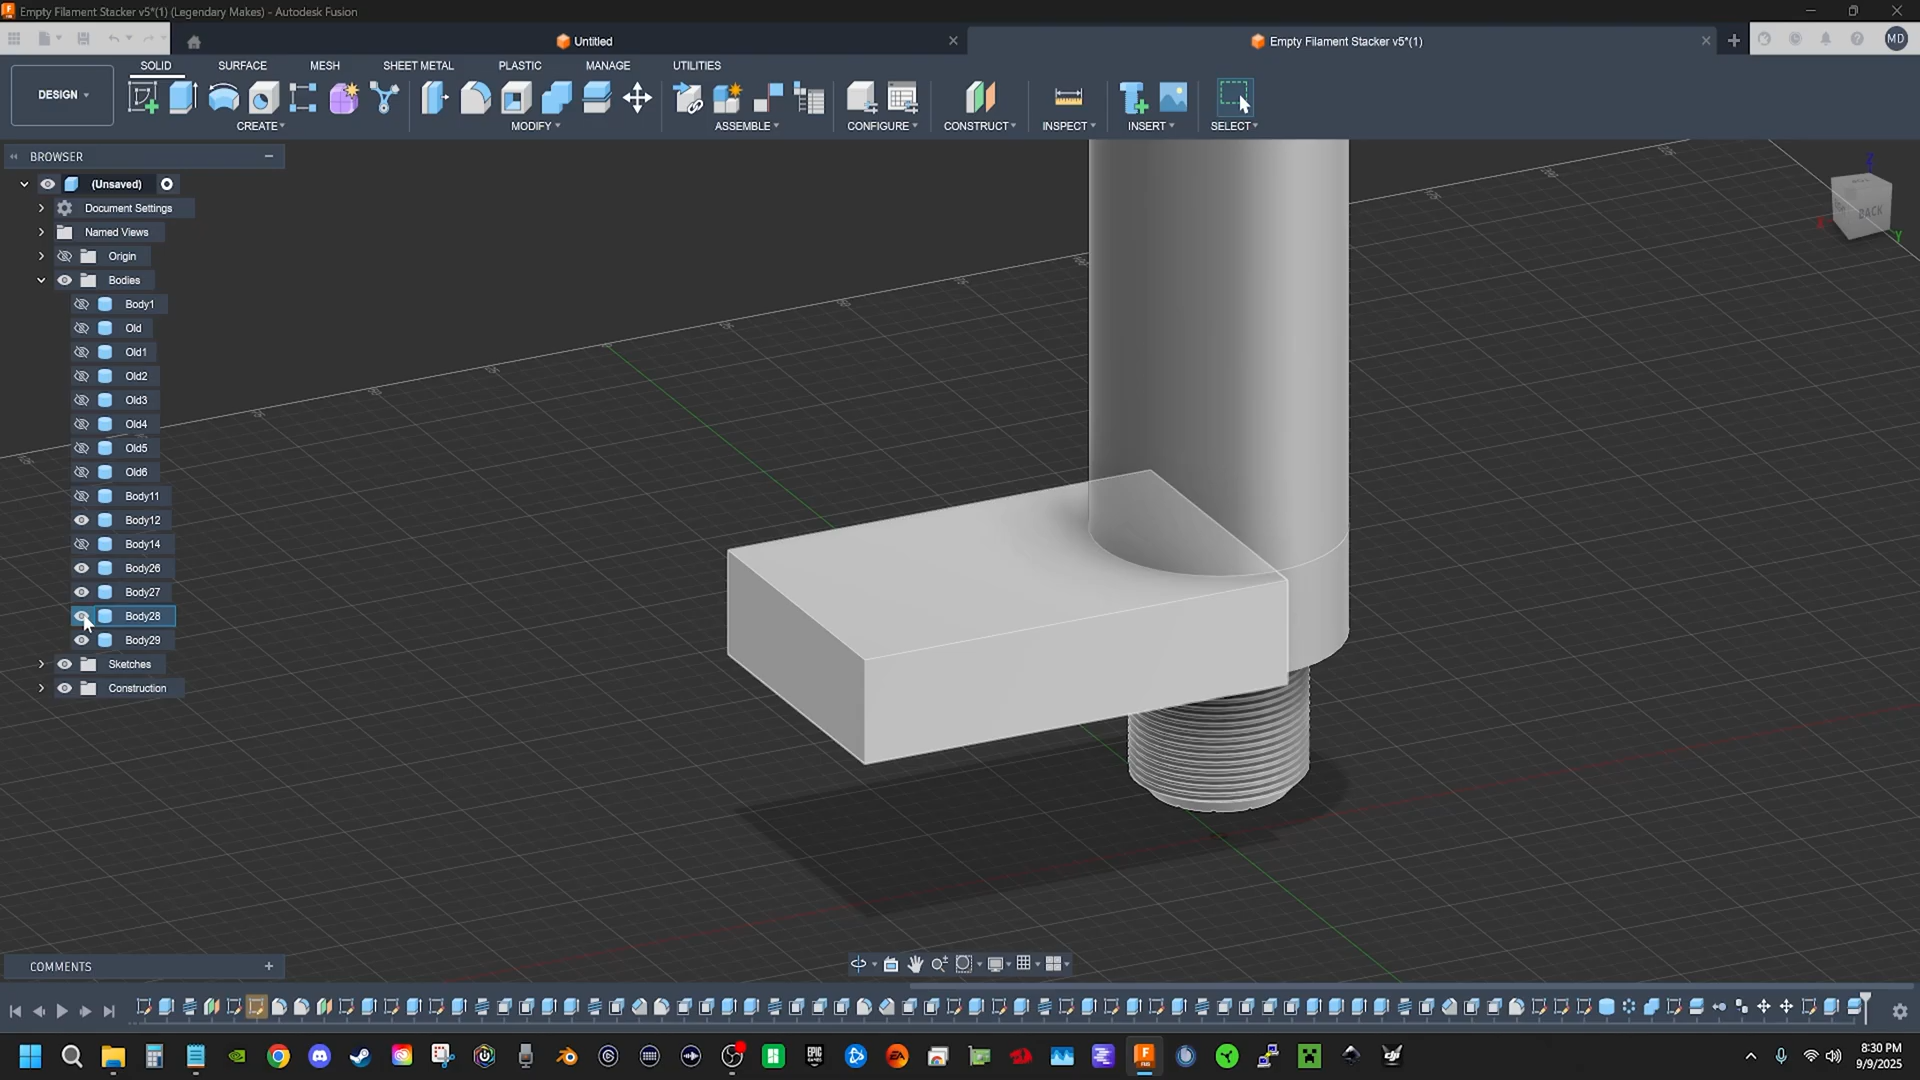 Empty Filament Stacker v5*(1) (Legendary Makes) - Autodesk Fusion
Untitled
Empty Filament Stacker v5*(1)
MD
SOLID SURFACE MESH SHEET METAL PLASTIC MANAGE UTILITIES
DESIGN
CREATE MODIFY ASSEMBLE CONFIGURE CONSTRUCT INSPECT INSERT SELECT
BROWSER
(Unsaved)
Document Settings
Named Views
Origin
Bodies
Body1
Old
Old1
Old2
Old3
Old4
Old5
Old6
Body11
Body12
Body14
Body26
Body27
Body28
Body29
Sketches
Construction
Z
BACK
Y
COMMENTS
EPIC
EA
8:30 PM
9/9/2025